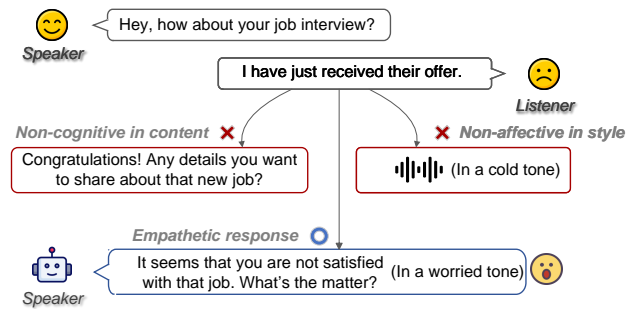 Hey, how about your job interview?
Speaker
I have just received their offer.
Listener
Non-cognitive in content
Non-affective in style
Congratulations! Any details you want
to share about that new job?
(In a cold tone)
Empathetic response
It seems that you are not satisfied
with that job. What's the matter?
(In a worried tone)
Speaker